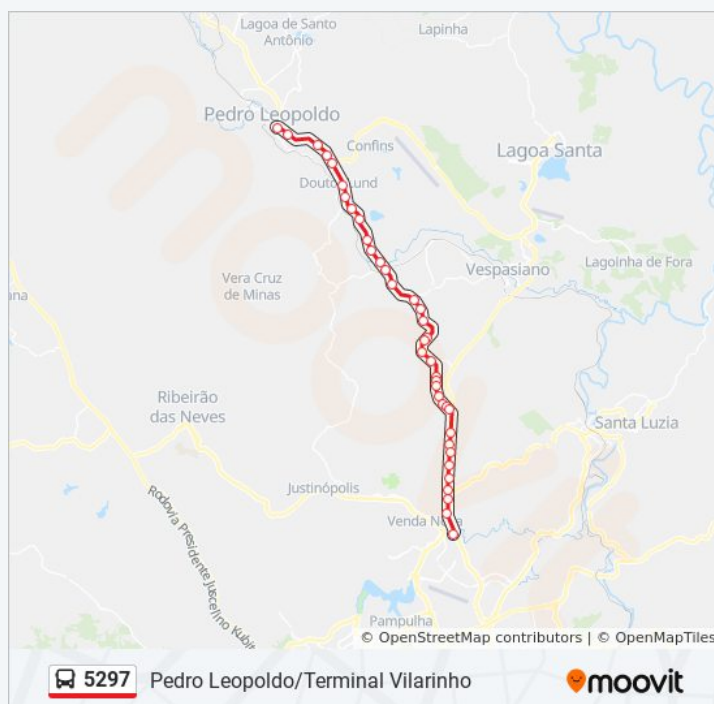 Lagoa de Santo
Antônio
Lapinha
Pedro Leopoldo
Confins
Lagoa Santa
Doutor Lund
Vespasiano
Lagoinha de Fora
Vera Cruz
de Minas
ana
Ribeirão
das Neves
Santa Luzia
Justinópolis
Rodovia Presidente Juscelino Kubit
Venda Nova
Pampulha
© OpenStreetMap contributors | © OpenMapTiles
5297 Pedro Leopoldo/Terminal Vilarinho
moovit
moovit